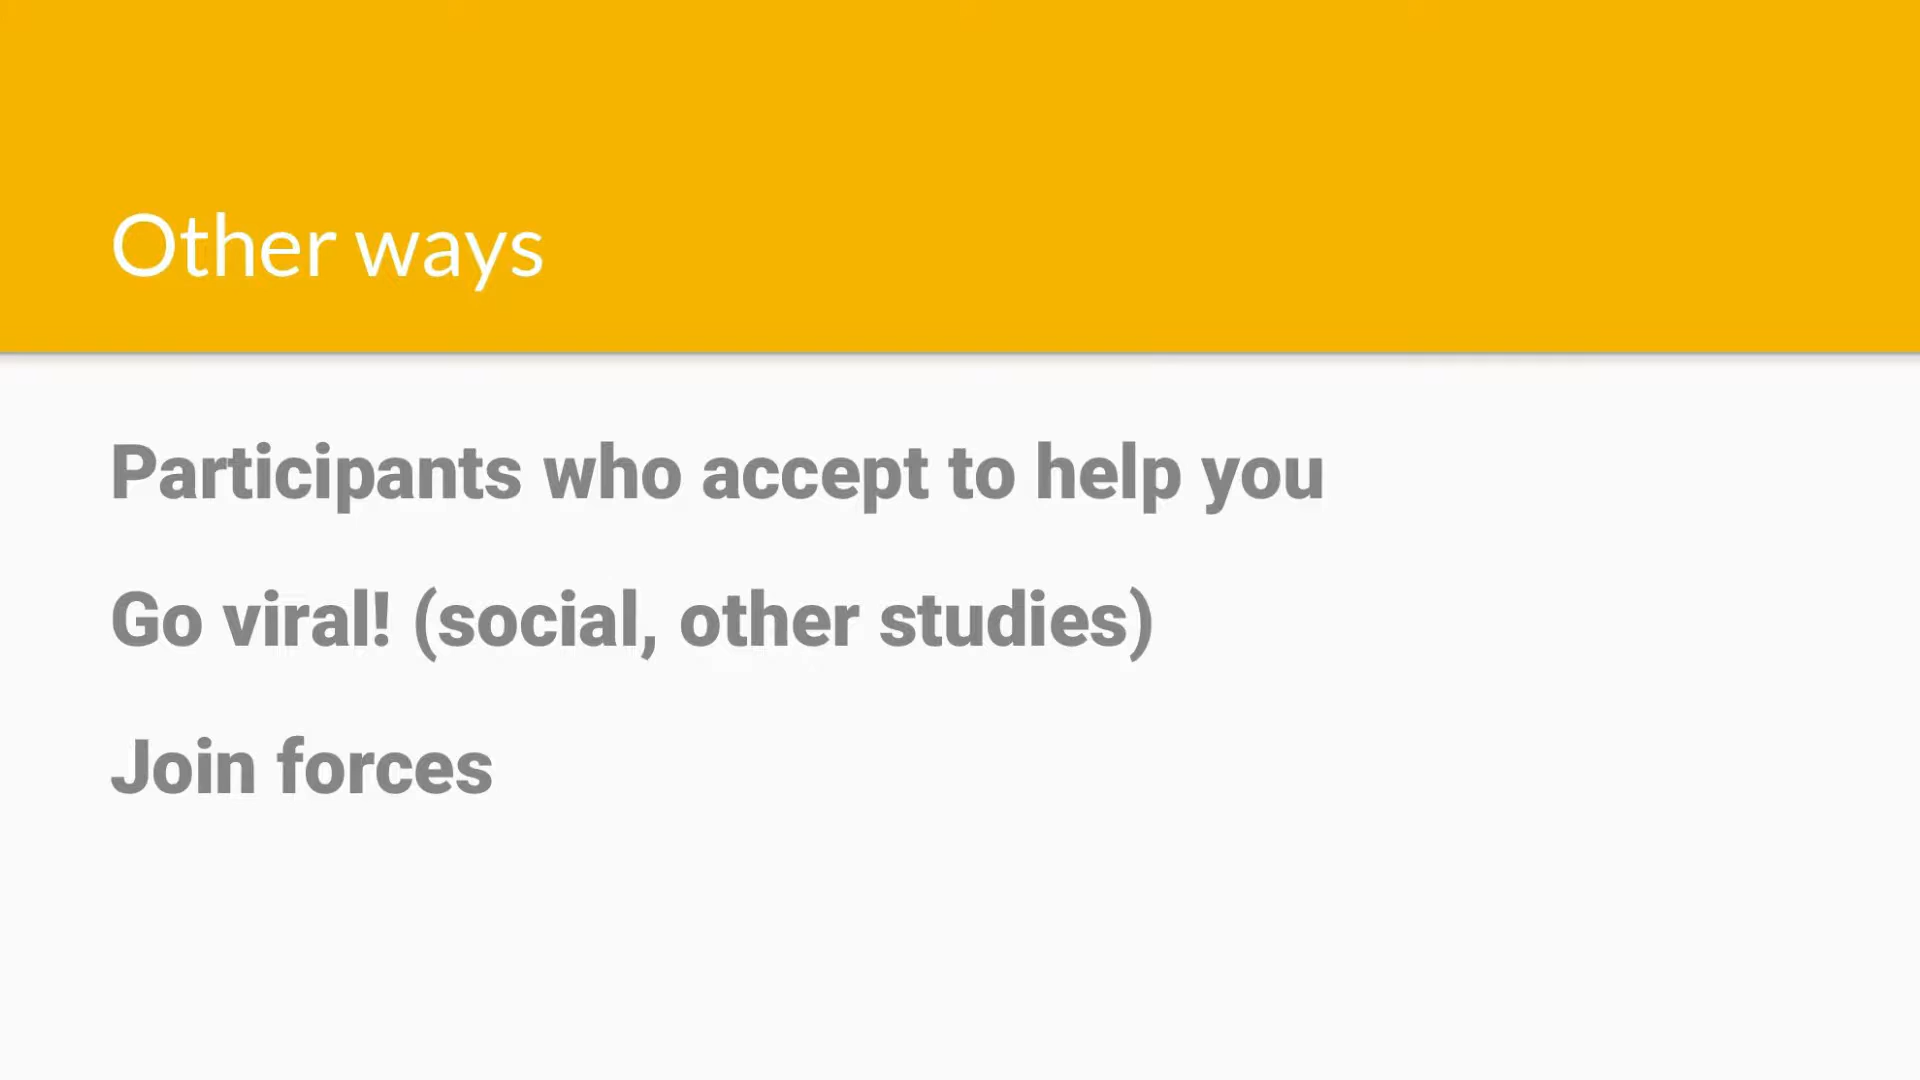 Other ways
Participants who accept to help you
Go viral! (social, other studies)
Join forces